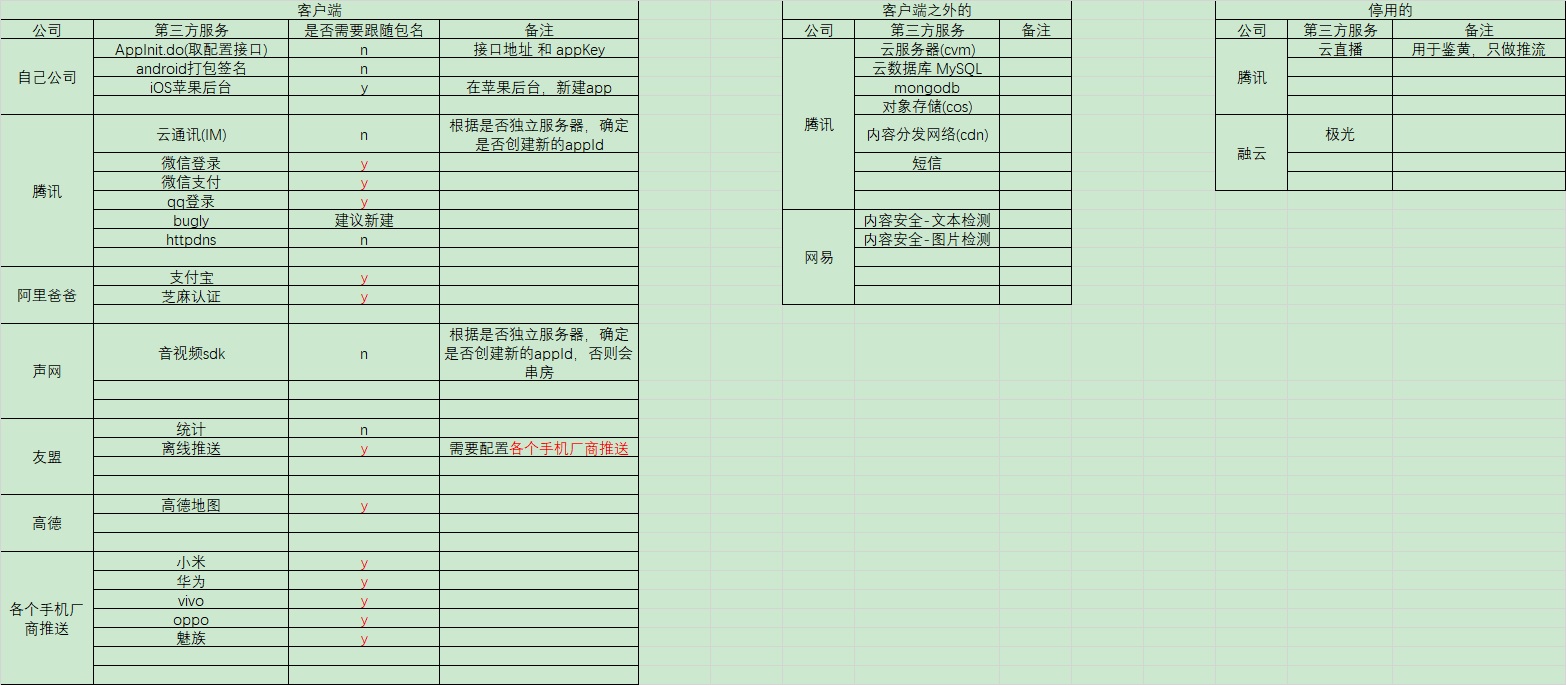 客户端
公司 第三方服务 是否需要跟随包名 备注
自己公司
AppInit.do(取配置接口) n 接口地址 和 appKey
android打包签名 n
iOS苹果后台 y 在苹果后台，新建app
腾讯
云通讯(IM) n 根据是否独立服务器，确定
是否创建新的appId
微信登录 y
微信支付 y
qq登录 y
bugly 建议新建
httpdns n
阿里爸爸
支付宝 y
芝麻认证 y
声网
音视频sdk n 根据是否独立服务器，确定
是否创建新的appId，否则会
串房
友盟
统计 n
离线推送 y 需要配置各个手机厂商推送
高德
高德地图 y
各个手机厂
商推送
小米 y
华为 y
vivo y
oppo y
魅族 y
客户端之外的
公司 第三方服务 备注
腾讯
云服务器(cvm)
云数据库 MySQL
mongodb
对象存储(cos)
内容分发网络(cdn)
短信
网易
内容安全-文本检测
内容安全-图片检测
停用的
公司 第三方服务 备注
腾讯
云直播 用于鉴黄，只做推流
融云
极光